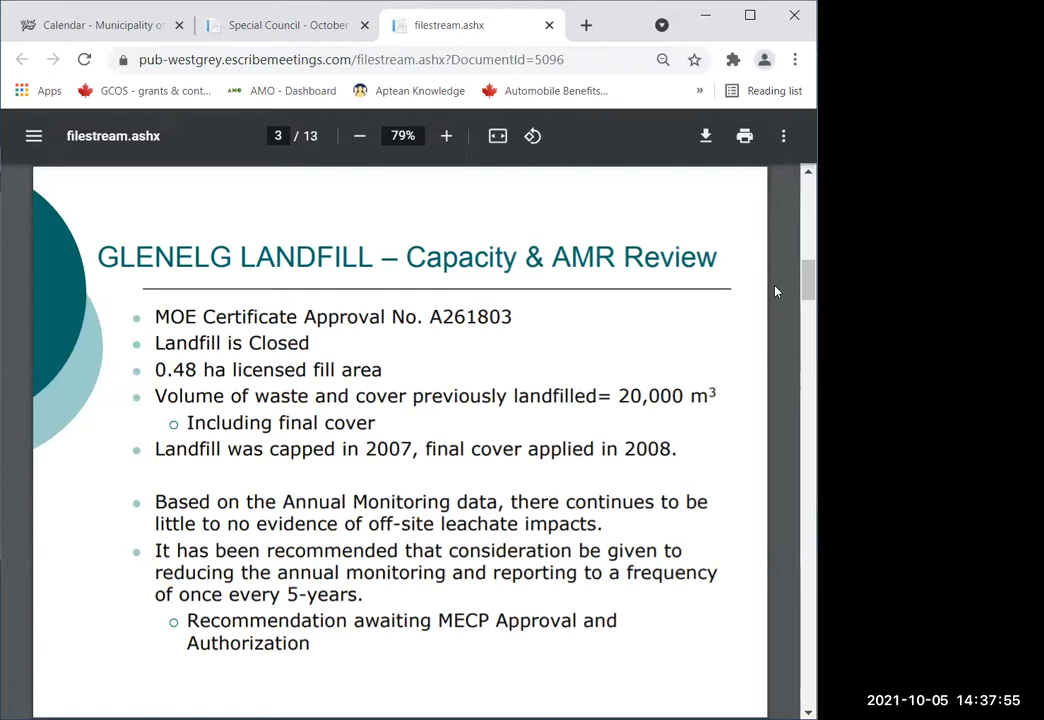 Calendar - Municipality of
Special Council - October
filestream.ashx
pub-westgrey.escribemeetings.com/filestream.ashx?DocumentId=5096
Apps
GCOS - grants & cont...
AMO - Dashboard
Aptean Knowledge
Automobile Benefits...
»
Reading list
filestream.ashx
3 / 13
79%
GLENELG LANDFILL – Capacity & AMR Review
MOE Certificate Approval No. A261803
Landfill is Closed
0.48 ha licensed fill area
Volume of waste and cover previously landfilled= 20,000 m³
Including final cover
Landfill was capped in 2007, final cover applied in 2008.
Based on the Annual Monitoring data, there continues to be
little to no evidence of off-site leachate impacts.
It has been recommended that consideration be given to
reducing the annual monitoring and reporting to a frequency
of once every 5-years.
Recommendation awaiting MECP Approval and
Authorization
2021-10-05 14:37:55